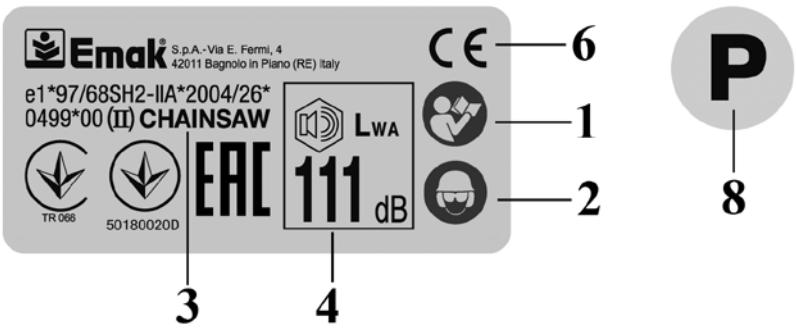 Emak® S.p.A.-Via E. Fermi, 4
42011 Bagnolo in Piano (RE) Italy
CE
6
P
e1*97/68SH2-IIA*2004/26*
0499*00 (II) CHAINSAW
LWA
1
111 dB
EAC
TR 066
50180020D
2
8
3
4